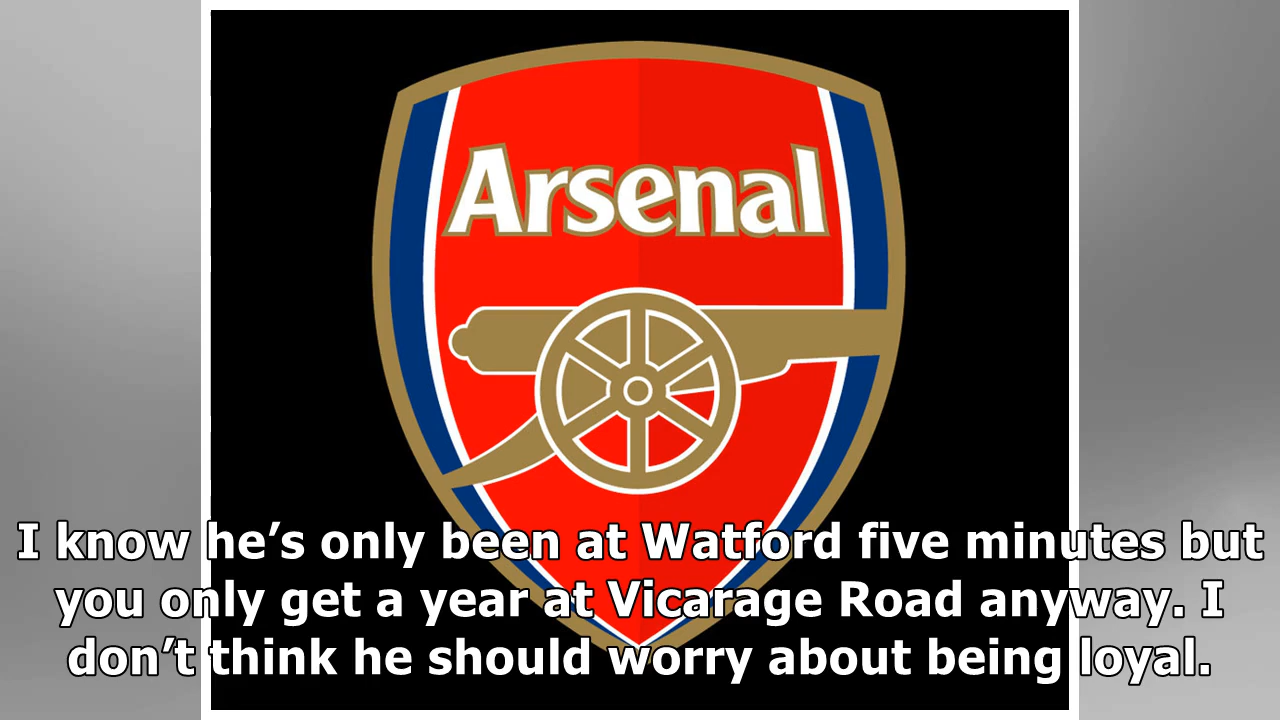 Arsenal
I know he’s only been at Watford five minutes but
you only get a year at Vicarage Road anyway. I
don’t think he should worry about being loyal.